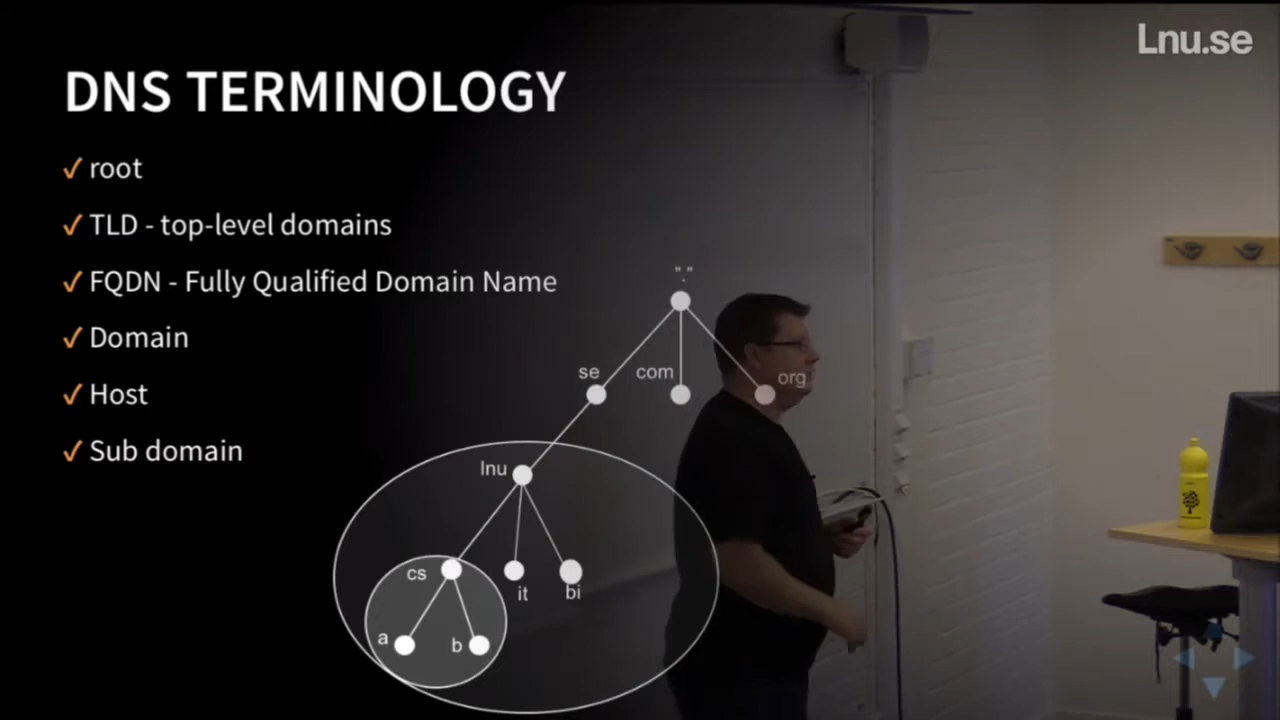 Lnu.se
DNS TERMINOLOGY
✓ root
✓ TLD - top-level domains
✓ FQDN - Fully Qualified Domain Name
✓ Domain
✓ Host
✓ Sub domain
"."
se
com
org
lnu
cs
it
bi
a
b